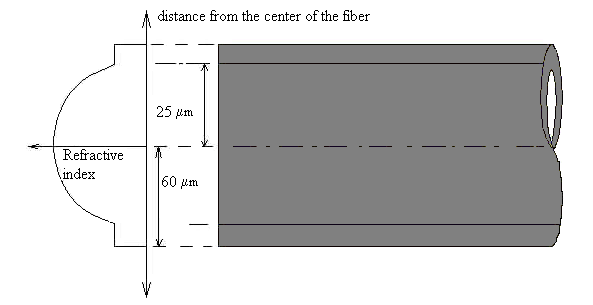 distance from the center of the fiber
25 µm
Refractive
index
60 µm